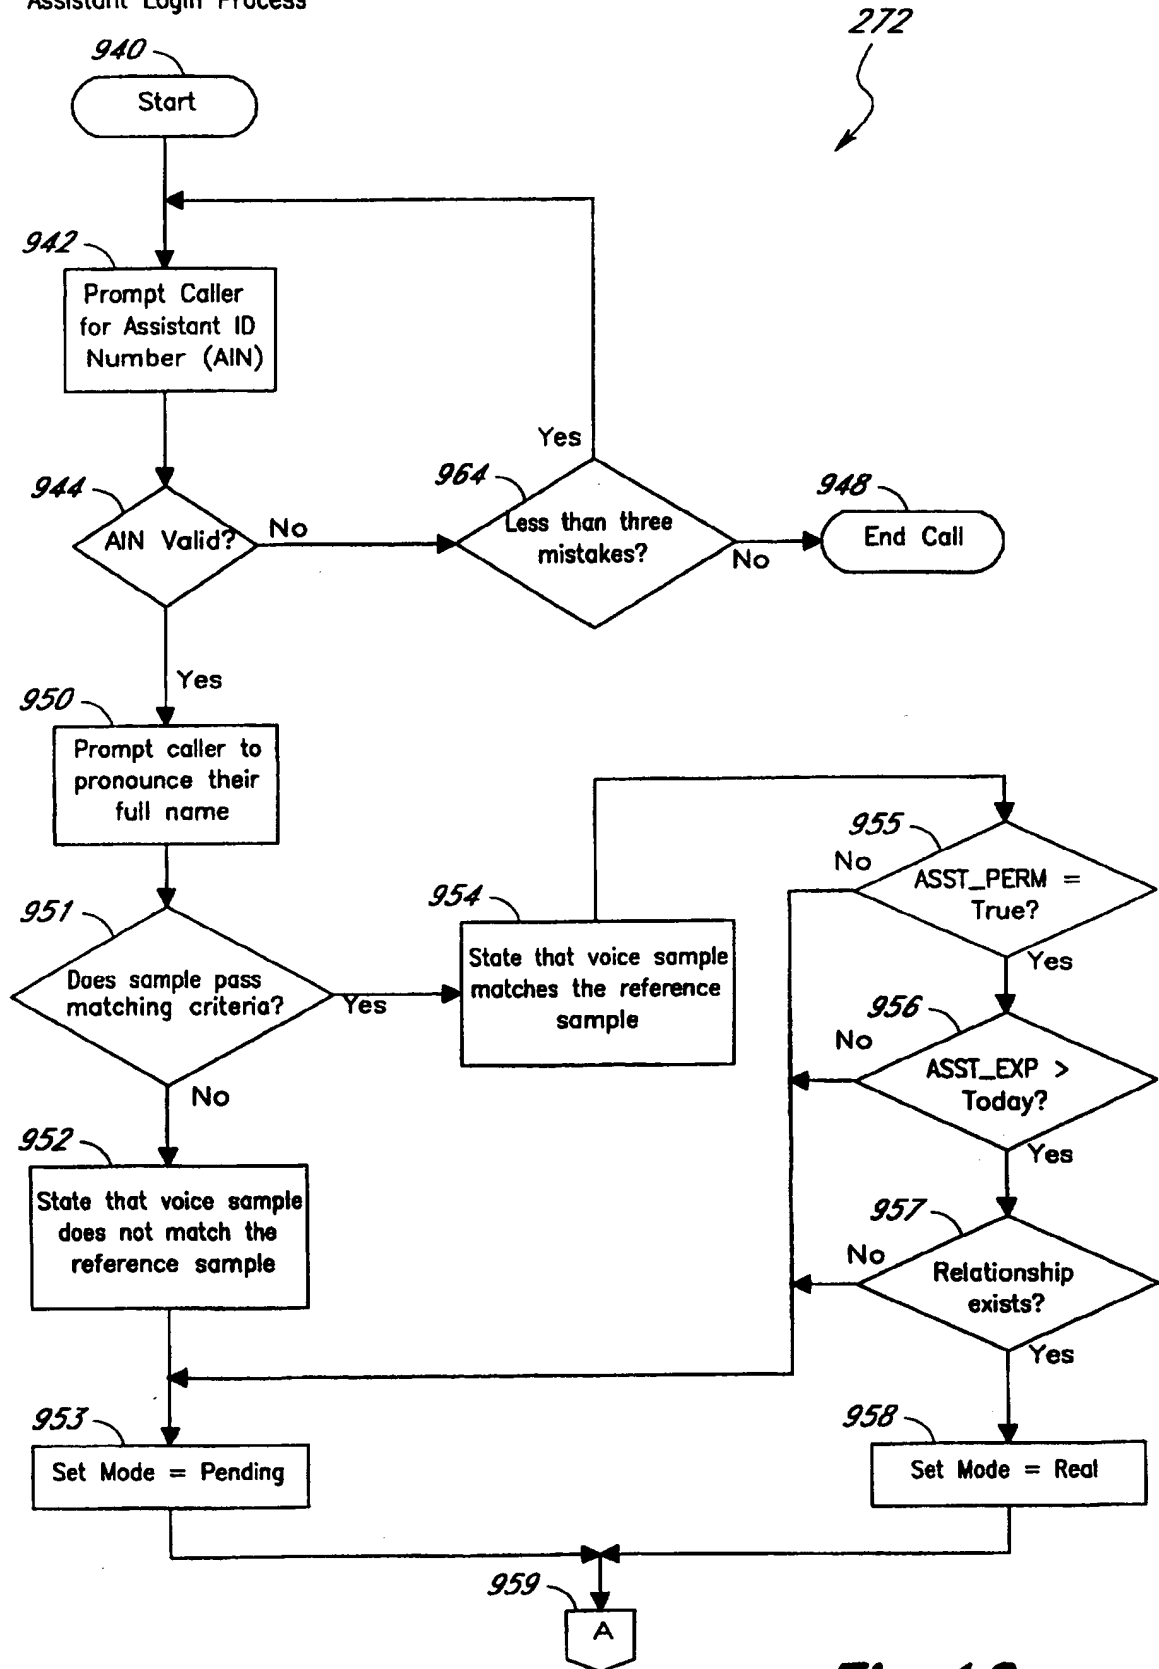 Assistant Login Process
272
940
Start
942
Prompt Caller
for Assistant ID
Number (AIN)
944
AIN Valid?
No
Yes
964
Less than three
mistakes?
Yes
No
948
End Call
950
Prompt caller to
pronounce their
full name
951
Does sample pass
matching criteria?
Yes
No
954
State that voice sample
matches the reference
sample
955
ASST_PERM =
True?
No
Yes
956
ASST_EXP >
Today?
No
Yes
957
Relationship
exists?
No
Yes
952
State that voice sample
does not match the
reference sample
953
Set Mode = Pending
958
Set Mode = Real
959
A